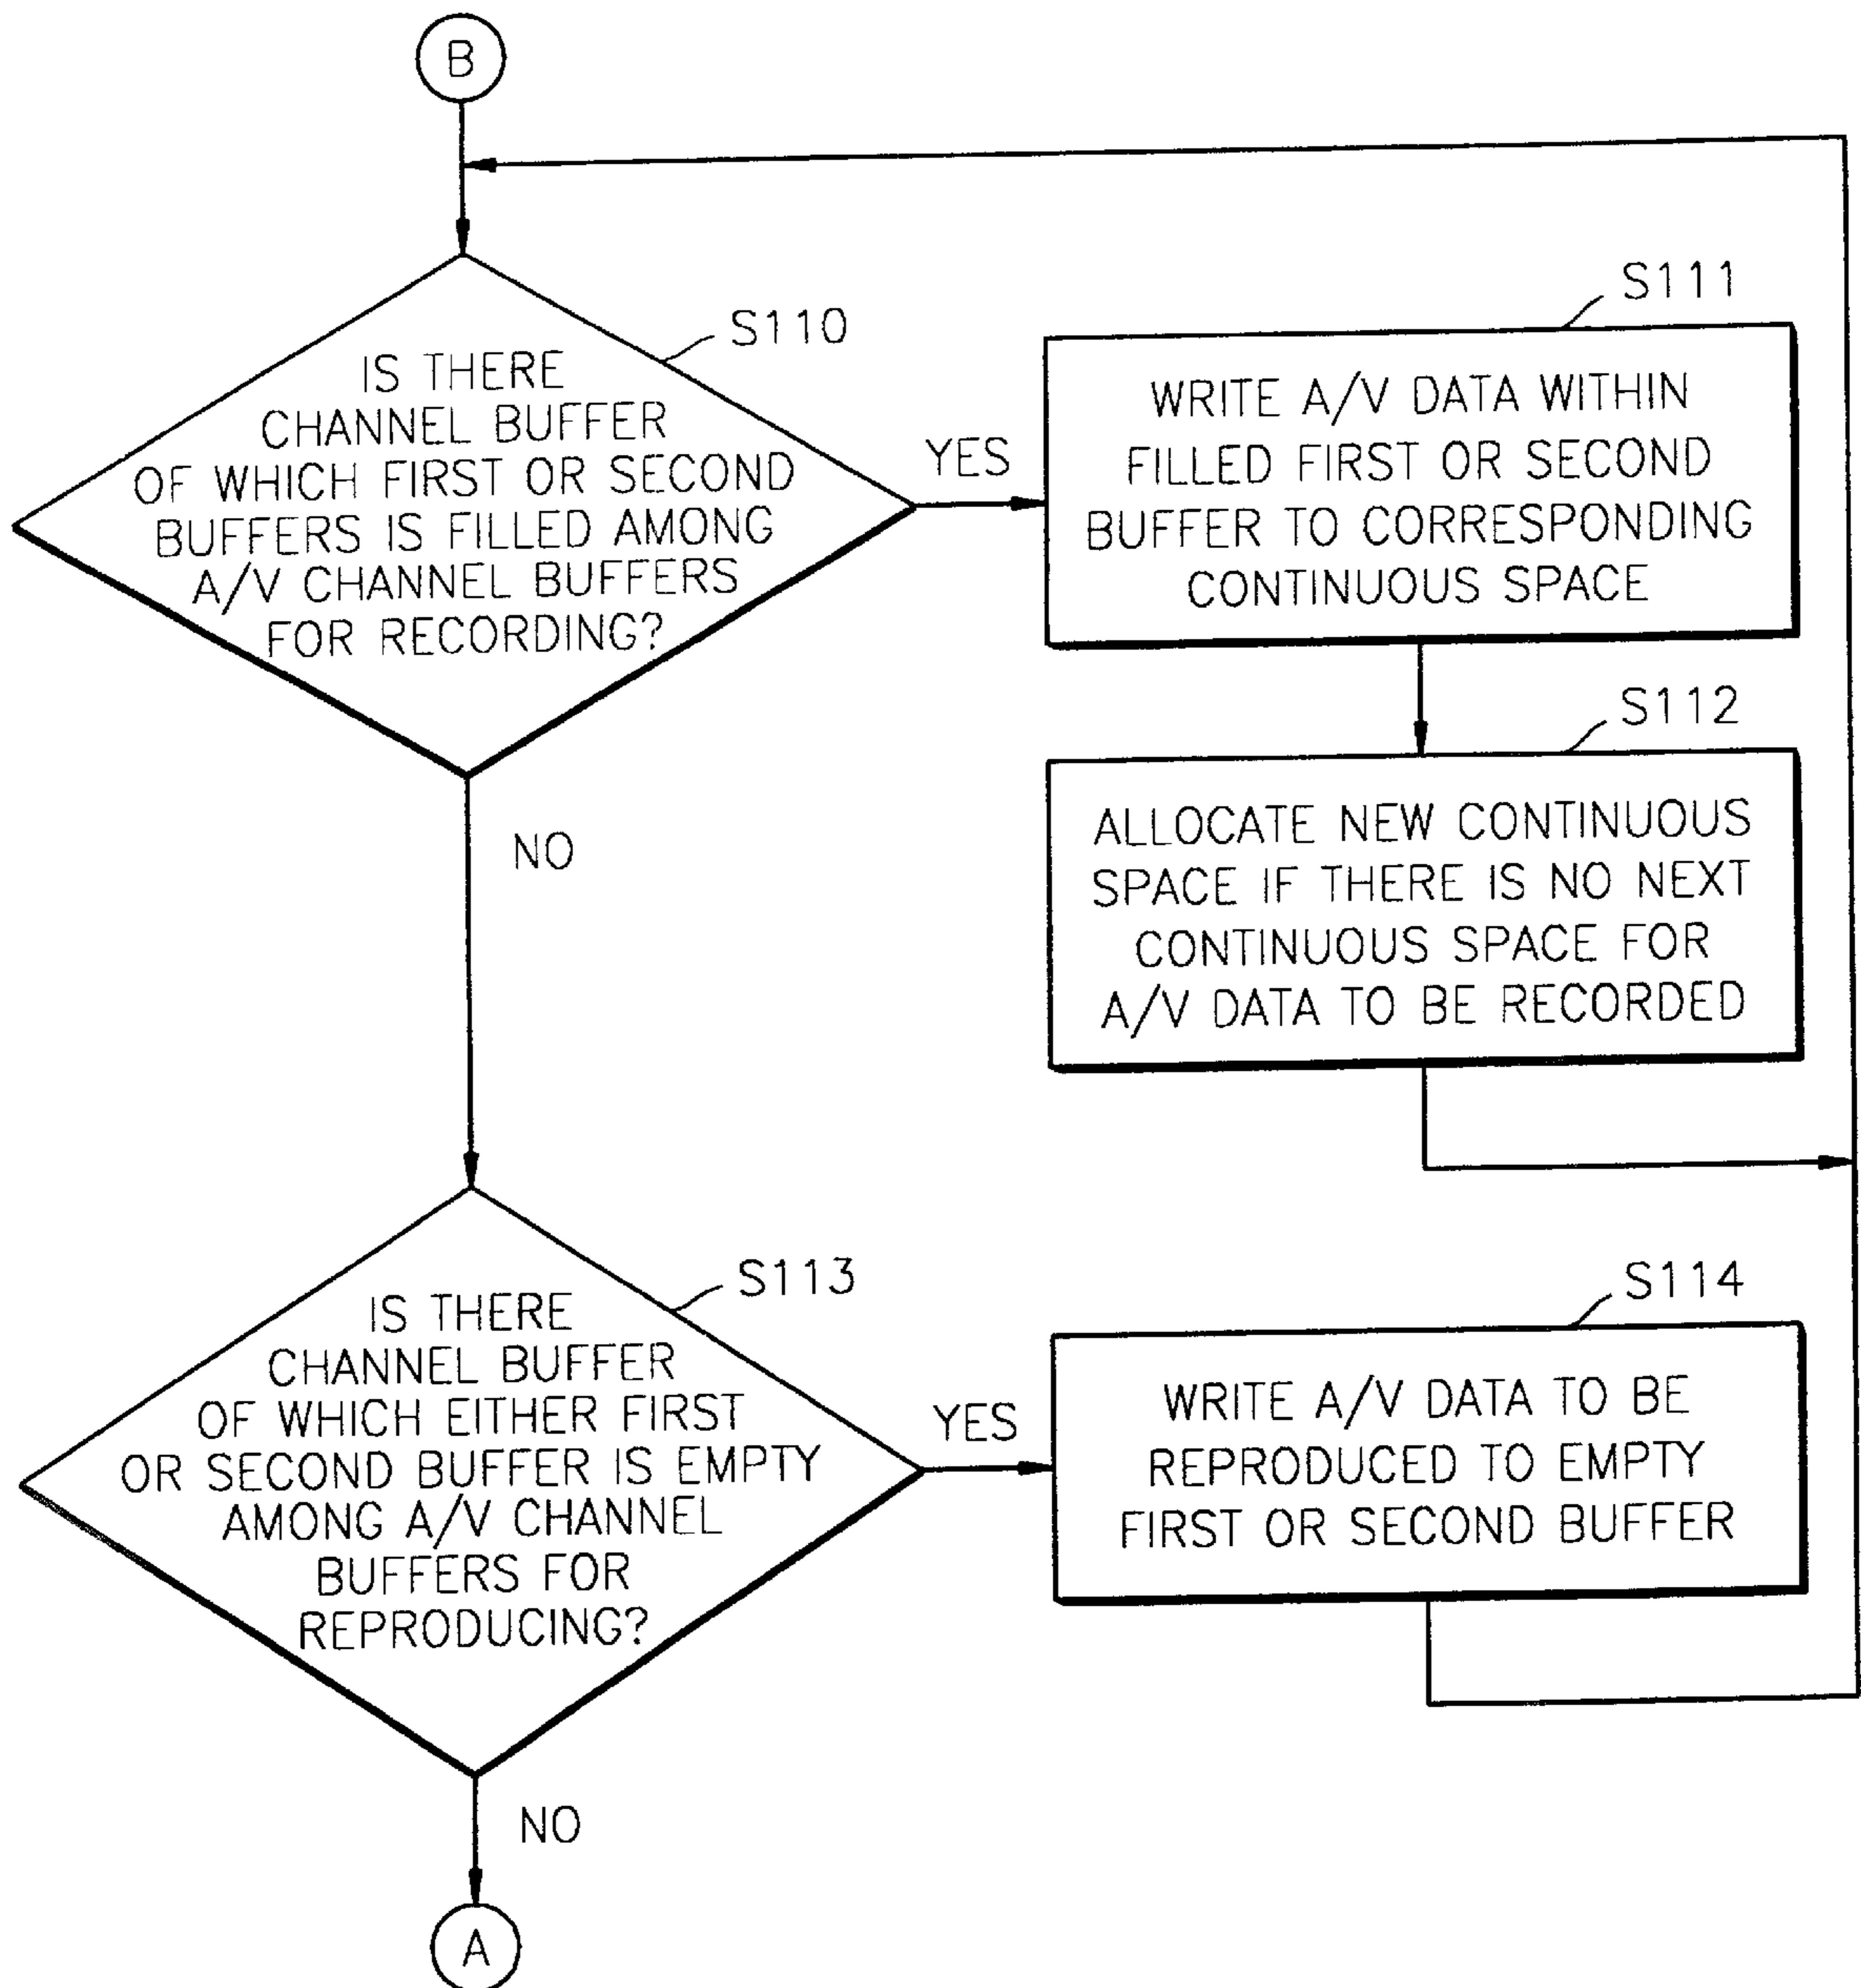 B
S110
IS THERE
CHANNEL BUFFER
OF WHICH FIRST OR SECOND
BUFFERS IS FILLED AMONG
A/V CHANNEL BUFFERS
FOR RECORDING?
YES
S111
WRITE A/V DATA WITHIN
FILLED FIRST OR SECOND
BUFFER TO CORRESPONDING
CONTINUOUS SPACE
NO
S112
ALLOCATE NEW CONTINUOUS
SPACE IF THERE IS NO NEXT
CONTINUOUS SPACE FOR
A/V DATA TO BE RECORDED
S113
IS THERE
CHANNEL BUFFER
OF WHICH EITHER FIRST
OR SECOND BUFFER IS EMPTY
AMONG A/V CHANNEL
BUFFERS FOR
REPRODUCING?
YES
S114
WRITE A/V DATA TO BE
REPRODUCED TO EMPTY
FIRST OR SECOND BUFFER
NO
A